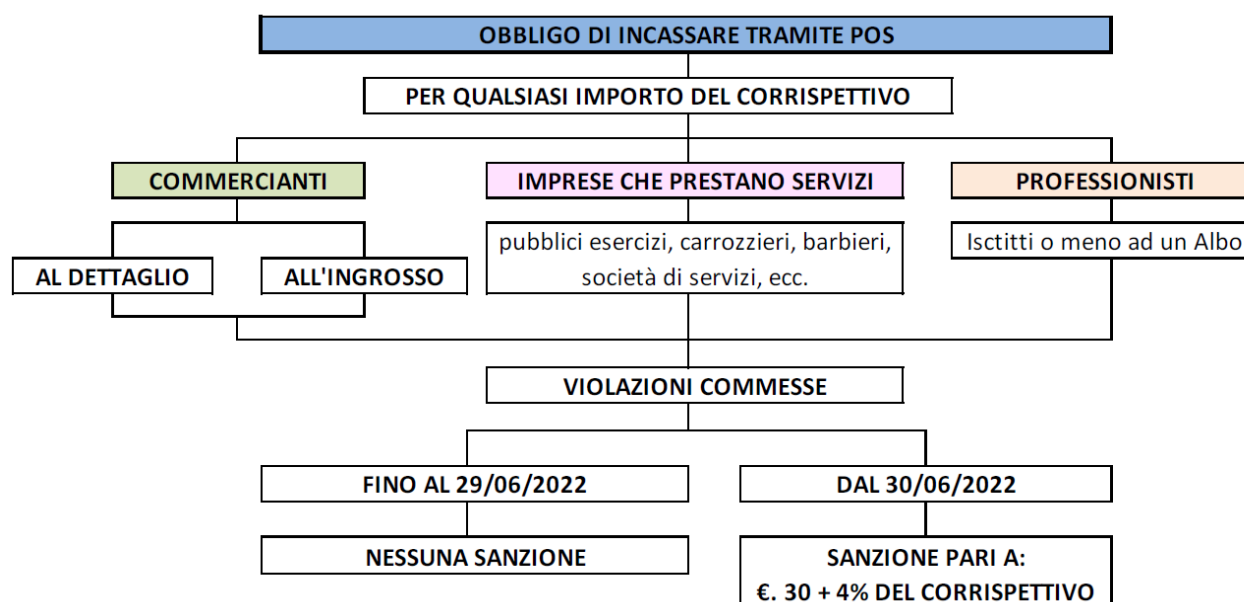 OBBLIGO DI INCASSARE TRAMITE POS
PER QUALSIASI IMPORTO DEL CORRISPETTIVO
COMMERCIANTI
IMPRESE CHE PRESTANO SERVIZI
PROFESSIONISTI
AL DETTAGLIO
ALL'INGROSSO
pubblici esercizi, carrozzieri, barbieri,
società di servizi, ecc.
Isctitti o meno ad un Albo
VIOLAZIONI COMMESSE
FINO AL 29/06/2022
DAL 30/06/2022
NESSUNA SANZIONE
SANZIONE PARI A:
€. 30 + 4% DEL CORRISPETTIVO